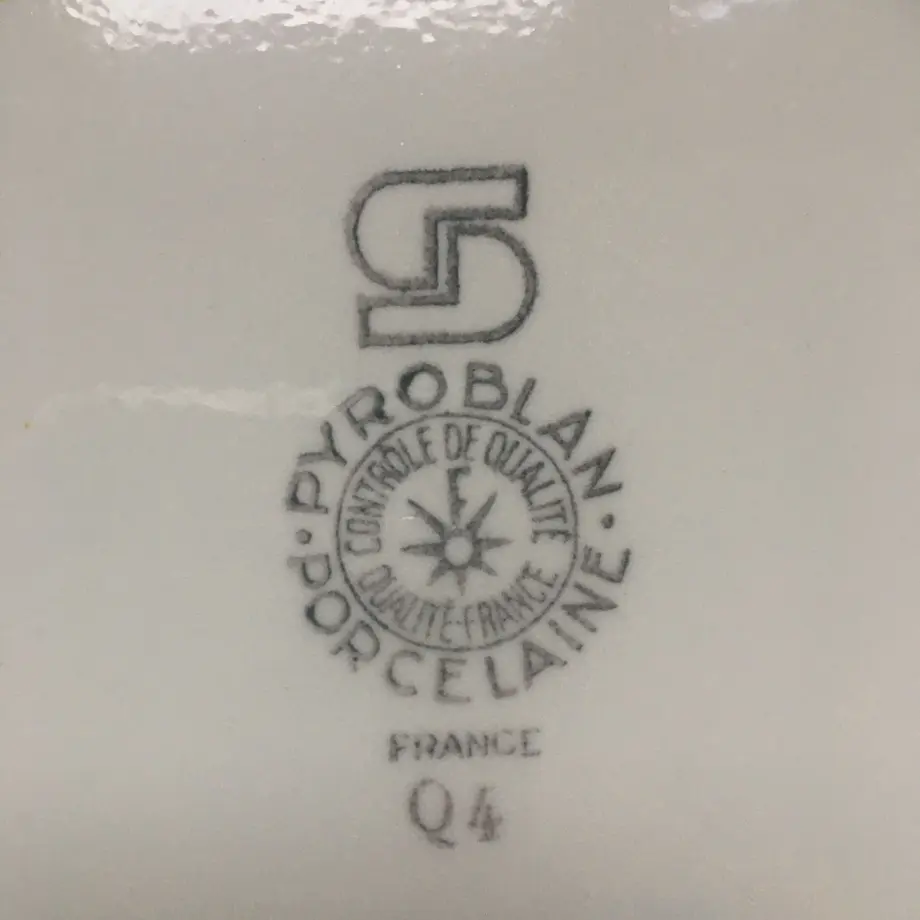 S
PYROBLAN
CONTRÔLE DE QUALITÉ
F
QUALITÉ-FRANCE
· PORCELAINE ·
FRANCE
Q4